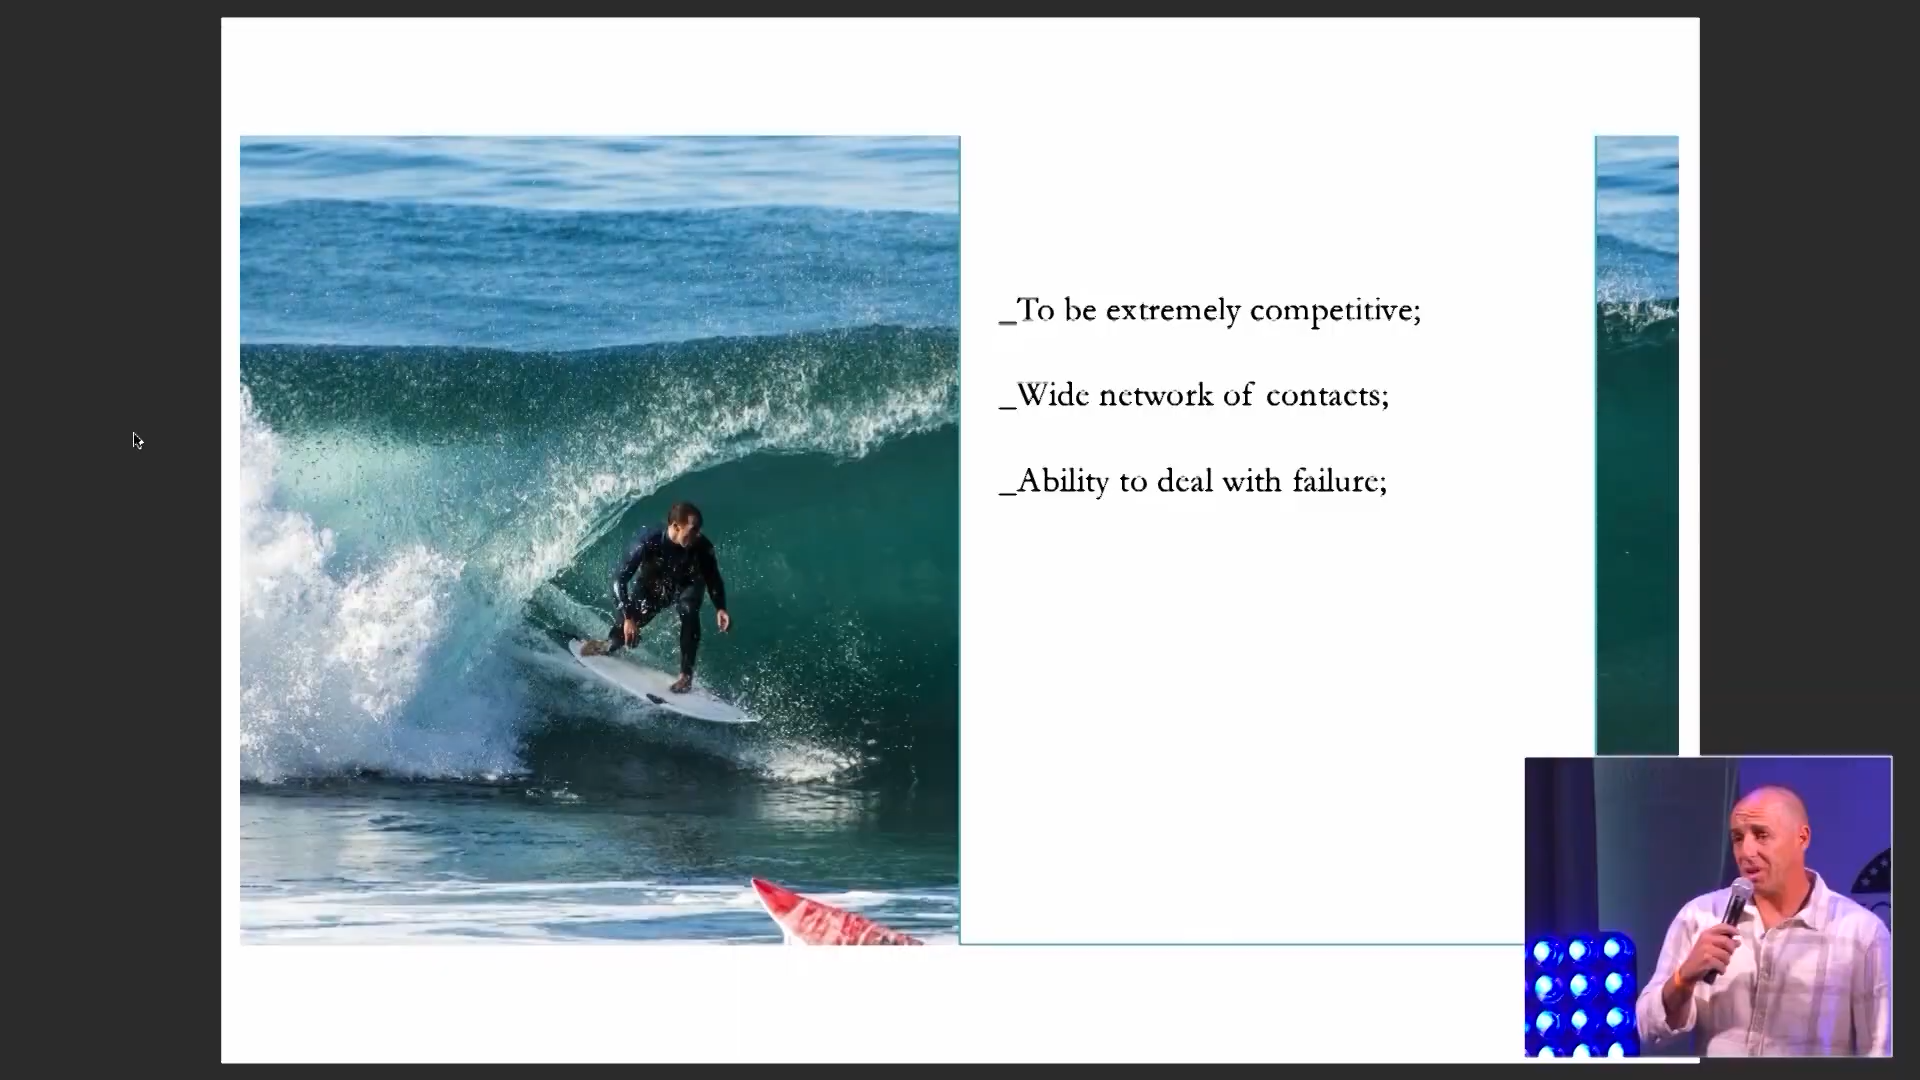 _To be extremely competitive;
_Wide network of contacts;
_Ability to deal with failure;